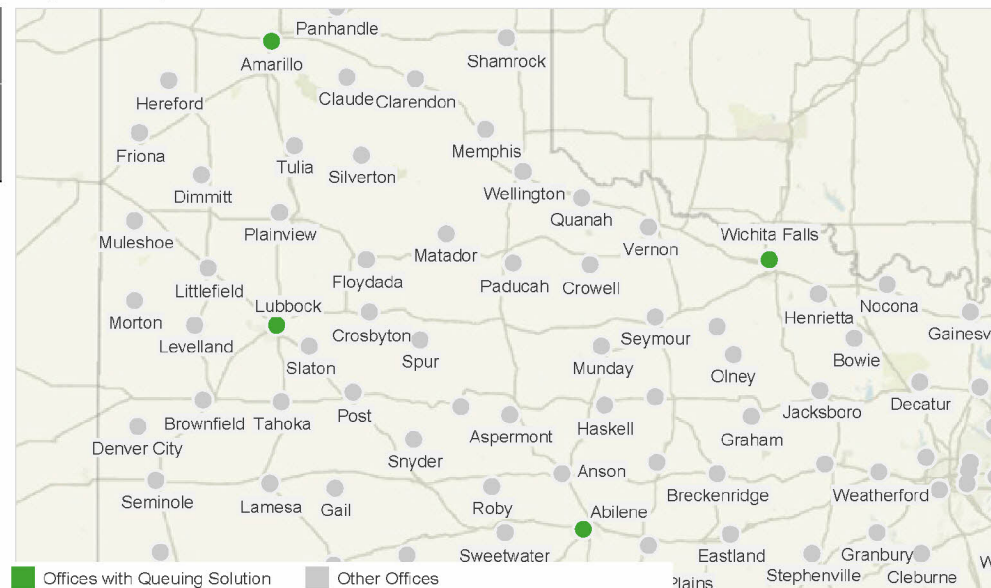 Panhandle
Amarillo
Shamrock
Hereford
Claude
Clarendon
Friona
Memphis
Tulia
Silverton
Dimmitt
Wellington
Quanah
Muleshoe
Plainview
Matador
Vernon
Wichita Falls
Littlefield
Floydada
Paducah
Crowell
Lubbock
Morton
Henrietta
Nocona
Levelland
Crosbyton
Seymour
Gainesv
Slaton
Spur
Munday
Olney
Bowie
Brownfield
Tahoka
Post
Jacksboro
Decatur
Denver City
Aspermont
Haskell
Graham
Snyder
Anson
Seminole
Lamesa
Gail
Roby
Abilene
Breckenridge
Weatherford
Sweetwater
Eastland
Granbury
Stephenville
Cleburne
W
Plains
Offices with Queuing Solution
Other Offices